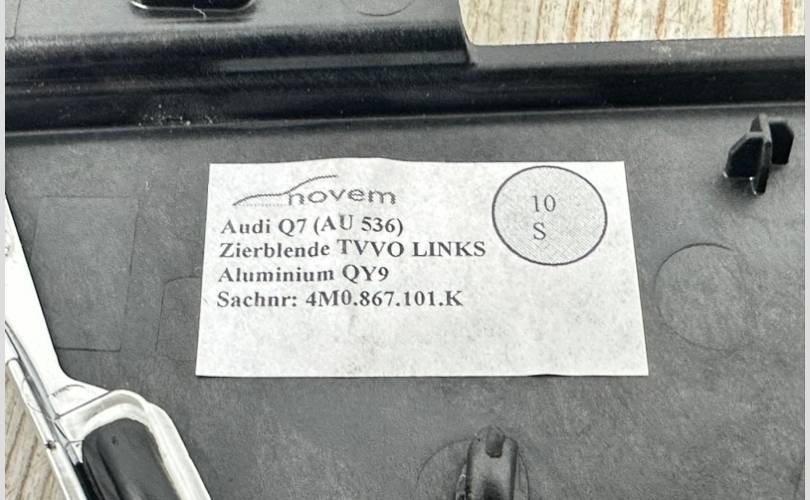 novem
10
S
Audi Q7 (AU 536)
Zierblende TVVO LINKS
Aluminium QY9
Sachnr: 4M0.867.101.K